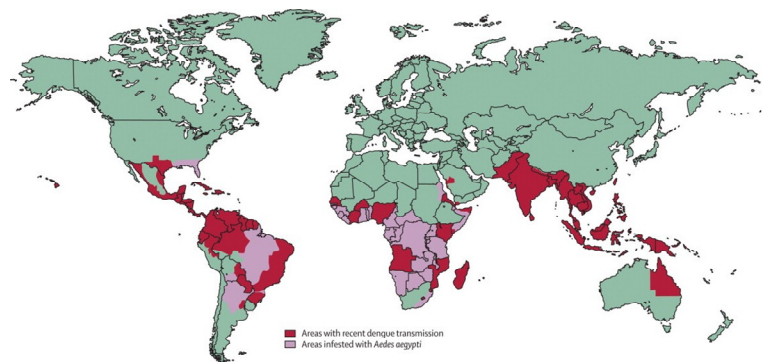 Areas with recent denque transmission
Areas infested with Aedes aegypti